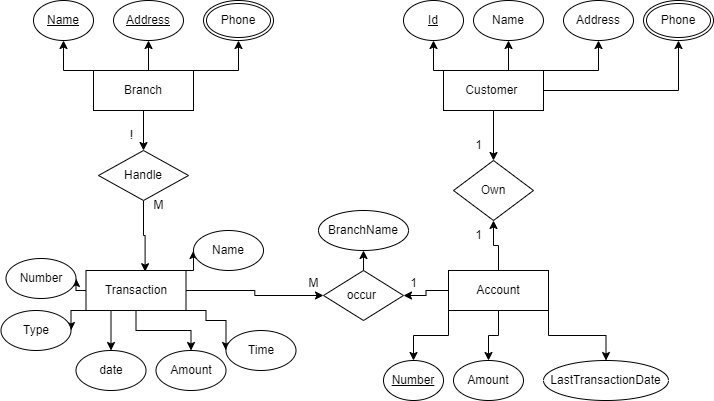 Name
Address
Phone
Id
Name
Address
Phone
Branch
Customer
!
1
Handle
Own
M
1
BranchName
Name
Number
Transaction
M
occur
1
Account
Type
date
Amount
Time
Number
Amount
LastTransactionDate